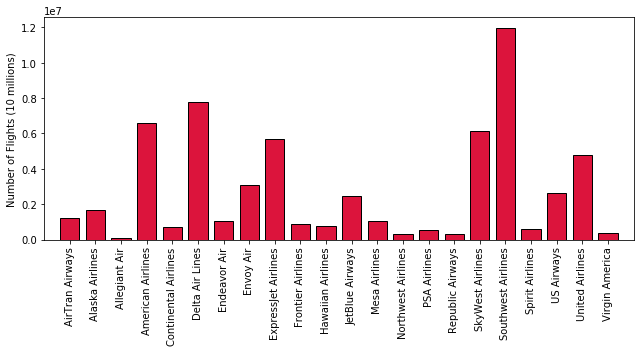 1e7
Number of Flights (10 millions)
1.2
1.0
0.8
0.6
0.4
0.2
0.0
AirTran Airways
Alaska Airlines
Allegiant Air
American Airlines
Continental Airlines
Delta Air Lines
Endeavor Air
Envoy Air
ExpressJet Airlines
Frontier Airlines
Hawaiian Airlines
JetBlue Airways
Mesa Airlines
Northwest Airlines
PSA Airlines
Republic Airways
SkyWest Airlines
Southwest Airlines
Spirit Airlines
US Airways
United Airlines
Virgin America